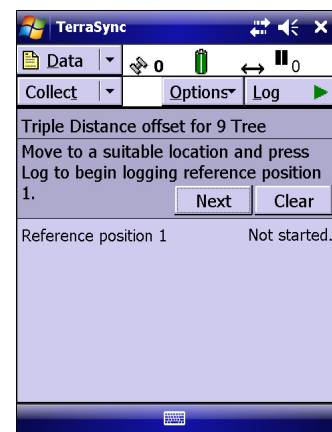 TerraSync
Data 0 0
Collect Options Log
Triple Distance offset for 9 Tree
Move to a suitable location and press
Log to begin logging reference position
1. Next Clear
Reference position 1 Not started.